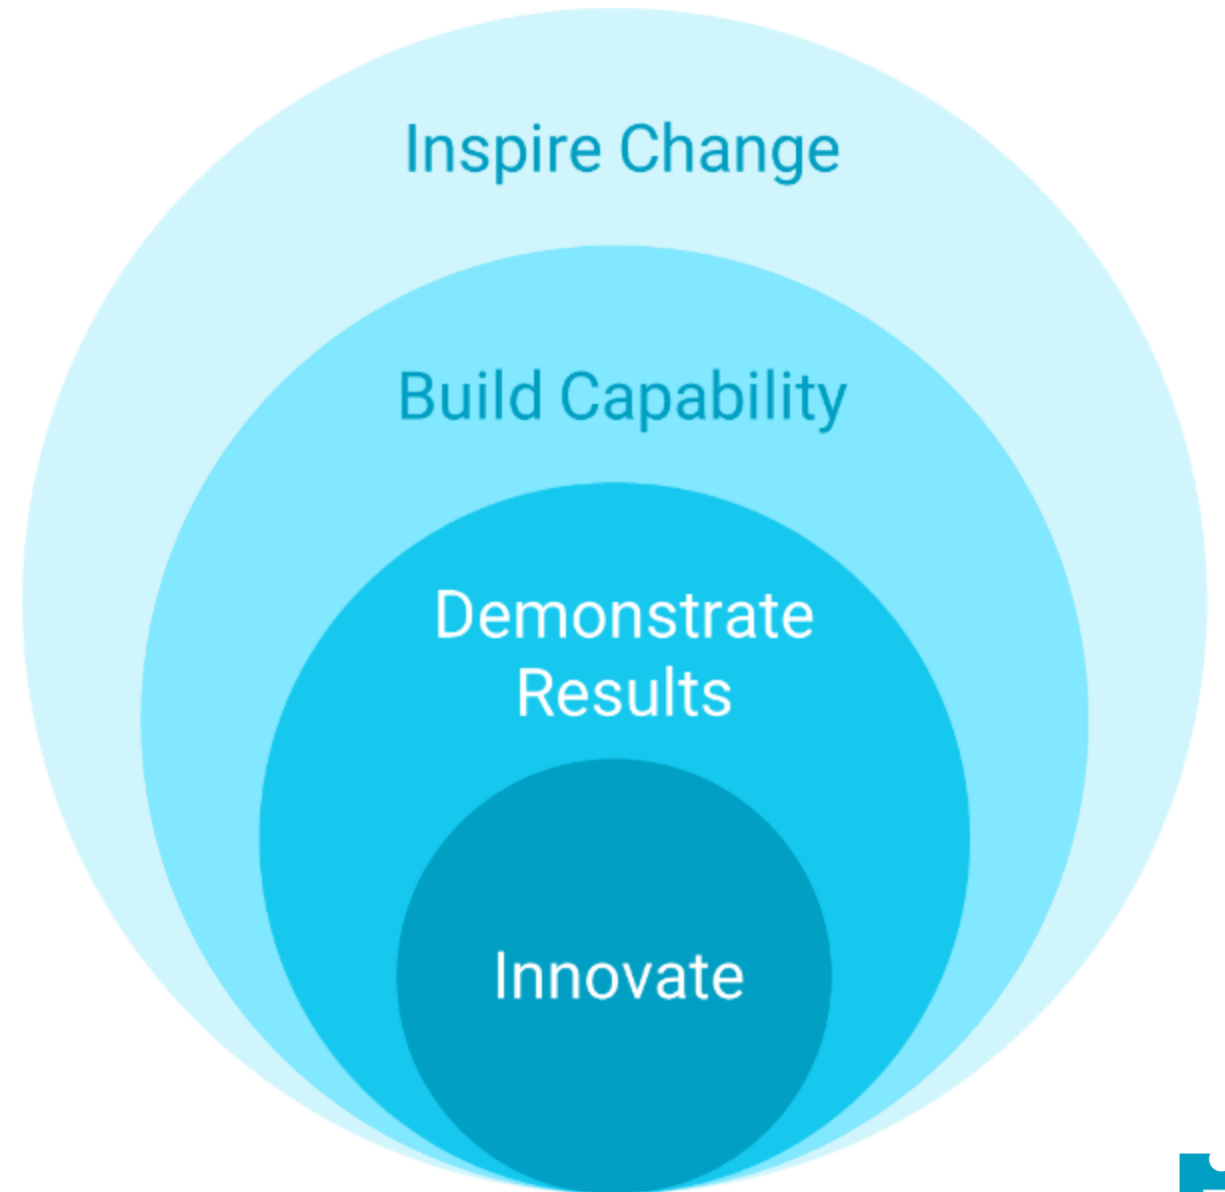 Inspire Change
Build Capability
Demonstrate
Results
Innovate